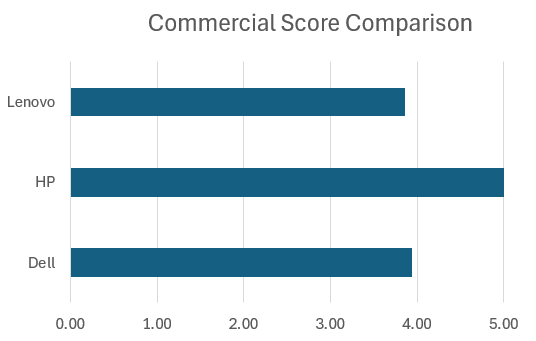 Commercial Score Comparison
Lenovo
HP
Dell
0.00 1.00 2.00 3.00 4.00 5.00